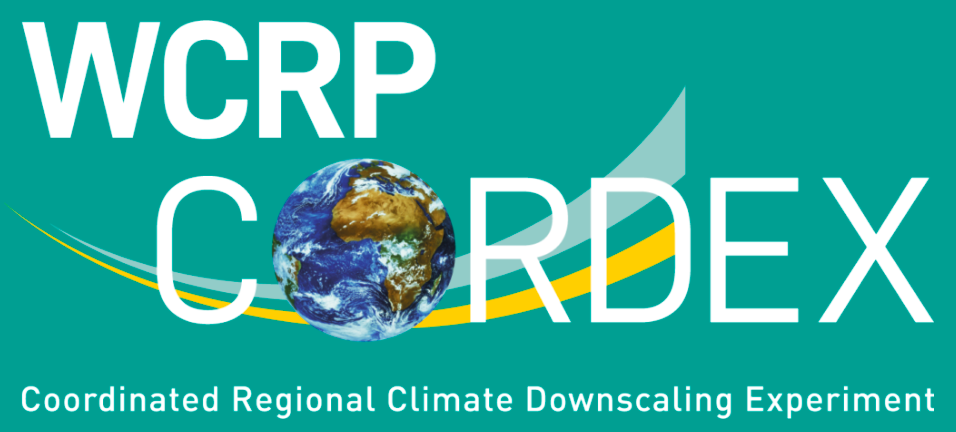 WCRP
CORDEX
Coordinated Regional Climate Downscaling Experiment